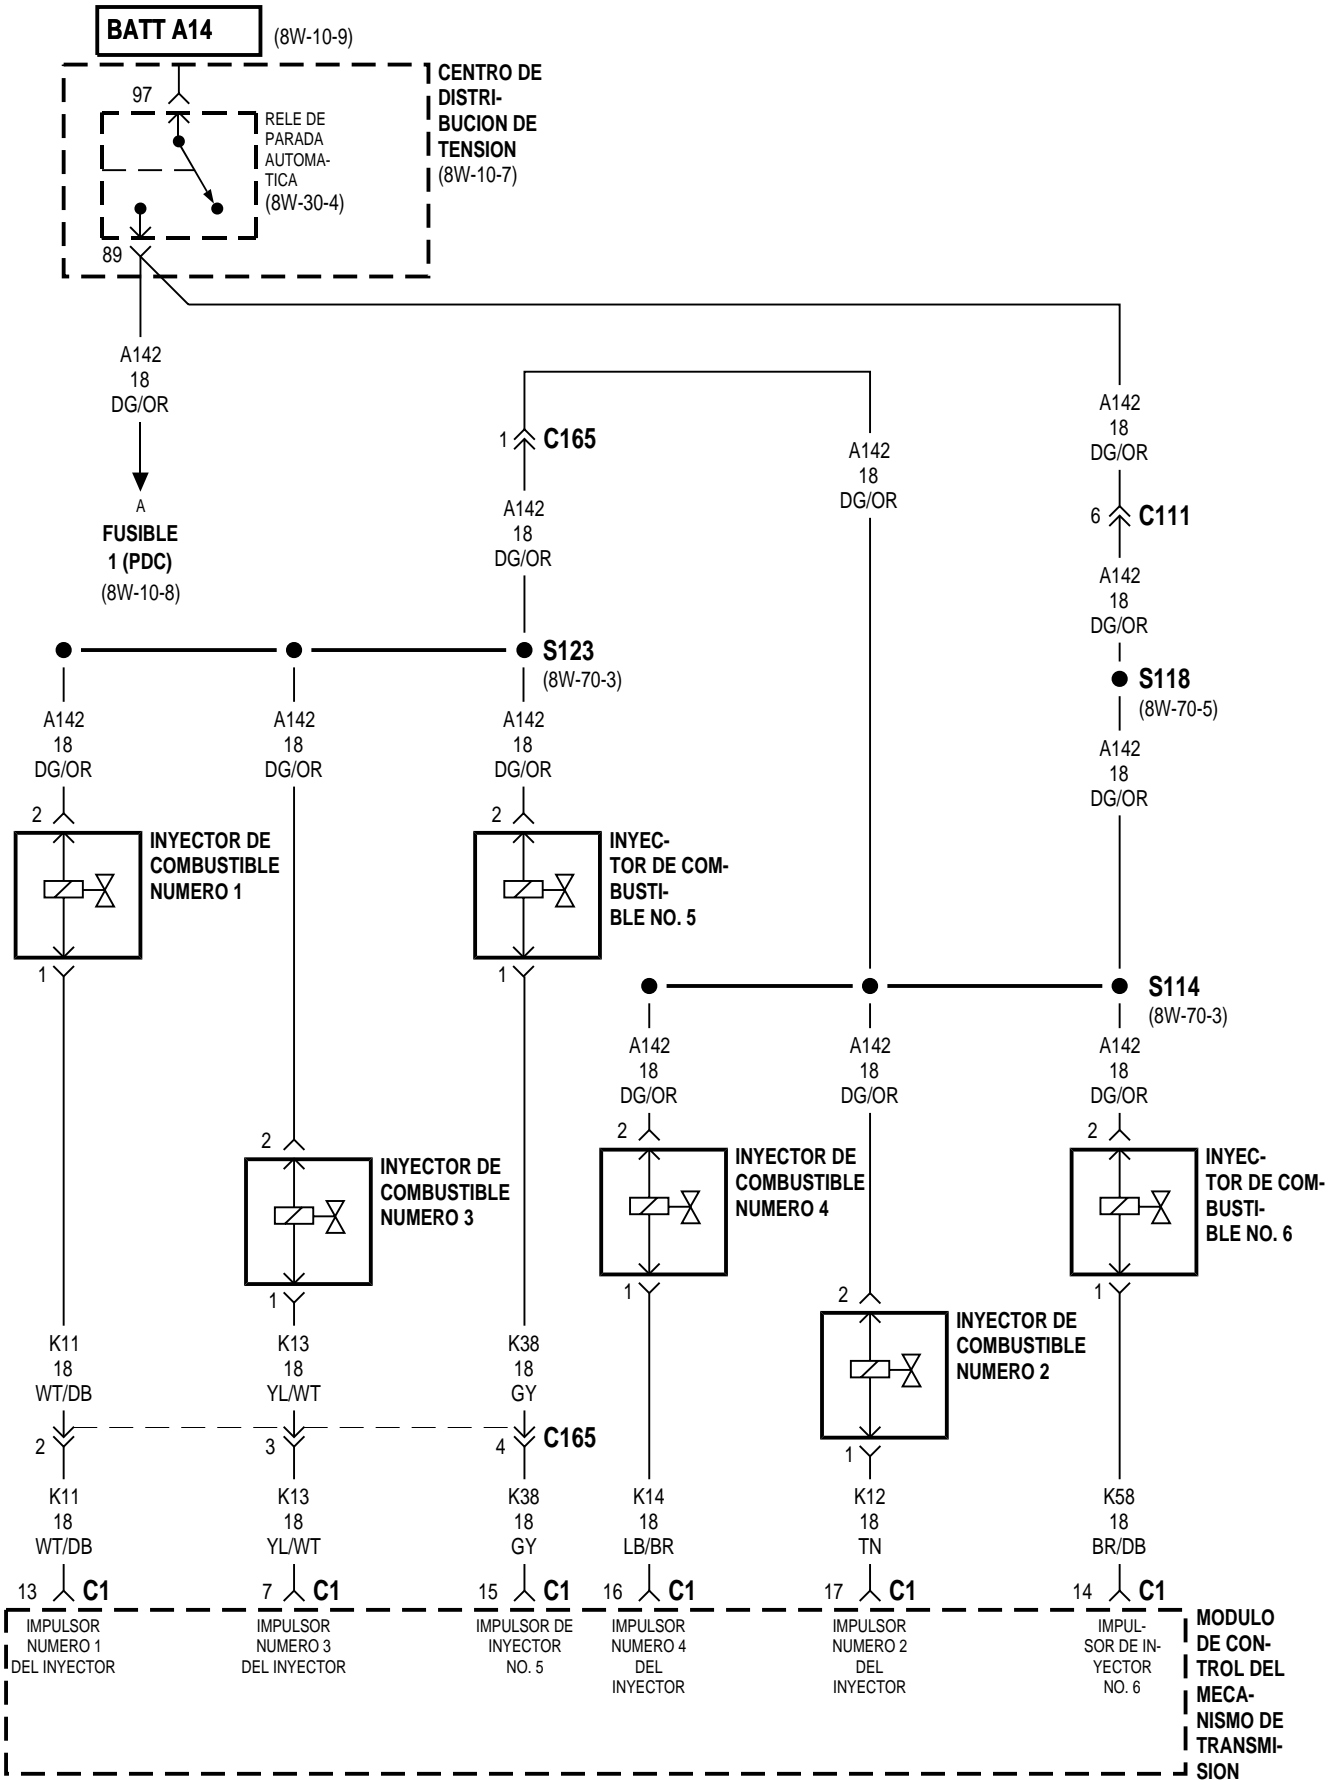 BATT A14
(8W-10-9)
CENTRO DE
DISTRI-
BUCION DE
TENSION
(8W-10-7)
97
RELE DE
PARADA
AUTOMA-
TICA
(8W-30-4)
89
A142
18
DG/OR
A
FUSIBLE
1 (PDC)
(8W-10-8)
1
C165
A142
18
DG/OR
A142
18
DG/OR
A142
18
DG/OR
6
C111
A142
18
DG/OR
S118
(8W-70-5)
A142
18
DG/OR
S123
(8W-70-3)
A142
18
DG/OR
A142
18
DG/OR
A142
18
DG/OR
2
INYECTOR DE
COMBUSTIBLE
NUMERO 1
1
2
INYEC-
TOR DE COM-
BUSTI-
BLE NO. 5
1
S114
(8W-70-3)
A142
18
DG/OR
A142
18
DG/OR
A142
18
DG/OR
2
INYECTOR DE
COMBUSTIBLE
NUMERO 3
1
2
INYECTOR DE
COMBUSTIBLE
NUMERO 4
1
2
INYEC-
TOR DE COM-
BUSTI-
BLE NO. 6
1
2
INYECTOR DE
COMBUSTIBLE
NUMERO 2
1
K11
18
WT/DB
K13
18
YL/WT
K38
18
GY
2
3
4
C165
K11
18
WT/DB
K13
18
YL/WT
K38
18
GY
K14
18
LB/BR
K12
18
TN
K58
18
BR/DB
13
C1
7
C1
15
C1
16
C1
17
C1
14
C1
IMPULSOR
NUMERO 1
DEL INYECTOR
IMPULSOR
NUMERO 3
DEL INYECTOR
IMPULSOR DE
INYECTOR
NO. 5
IMPULSOR
NUMERO 4
DEL
INYECTOR
IMPULSOR
NUMERO 2
DEL
INYECTOR
IMPUL-
SOR DE IN-
YECTOR
NO. 6
MODULO
DE CON-
TROL DEL
MECA-
NISMO DE
TRANSMI-
SION